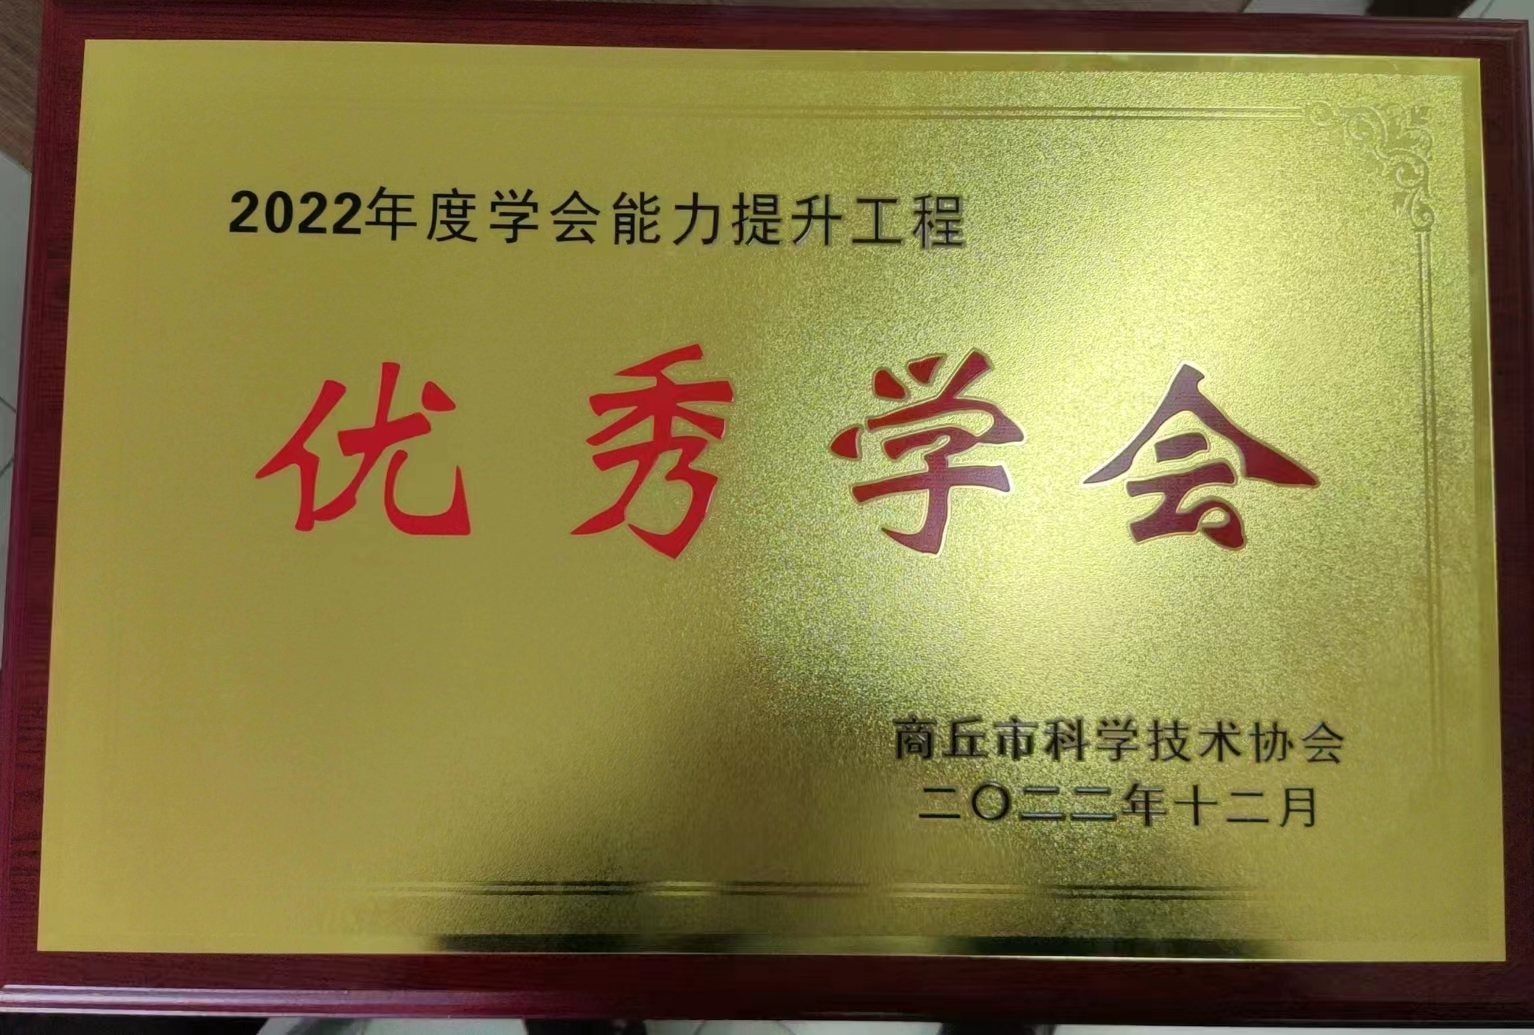 2022年度学会能力提升工程
优秀学会
商丘市科学技术协会
二〇二二年十二月